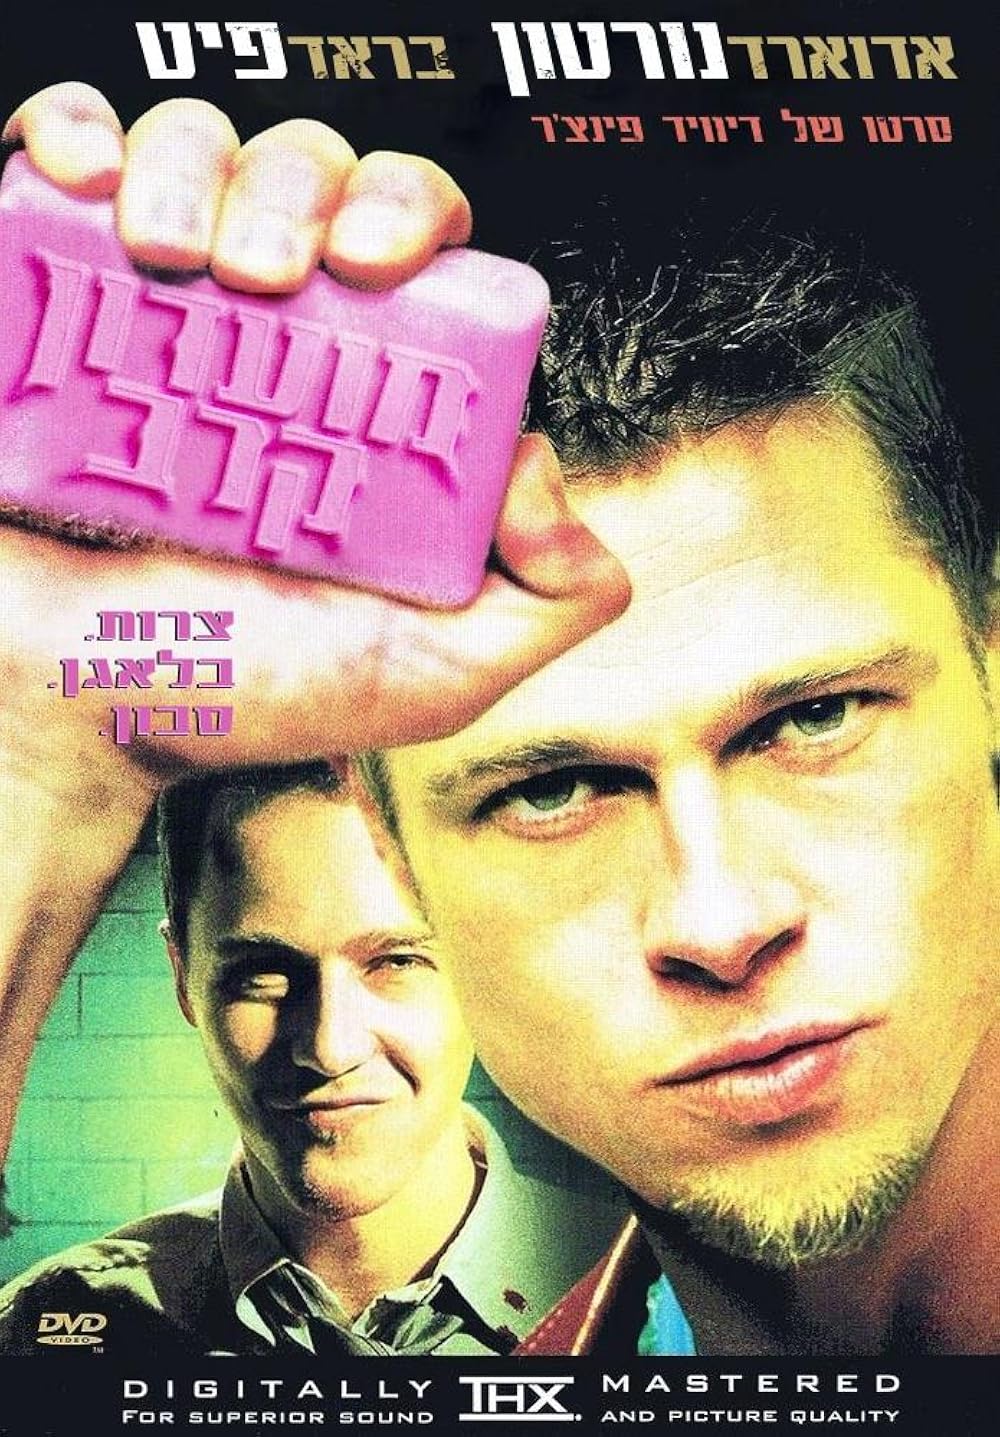 אדוארד נורטון בראד פיט
סרטו של דיוויד פינצ'ר
מועדון
קרב
צרות.
בלאגן.
סבון.
DVD
VIDEO
TM
DIGITALLY THX MASTERED
FOR SUPERIOR SOUND AND PICTURE QUALITY